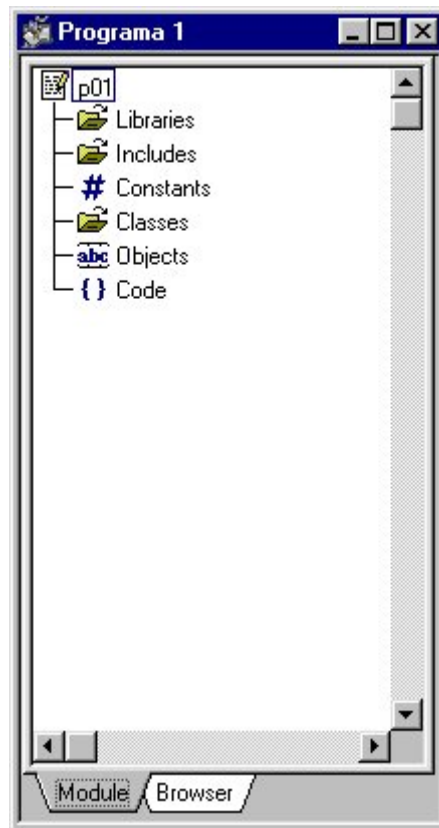 Programa 1
p01
Libraries
Includes
# Constants
Classes
abc Objects
{ } Code
Module Browser